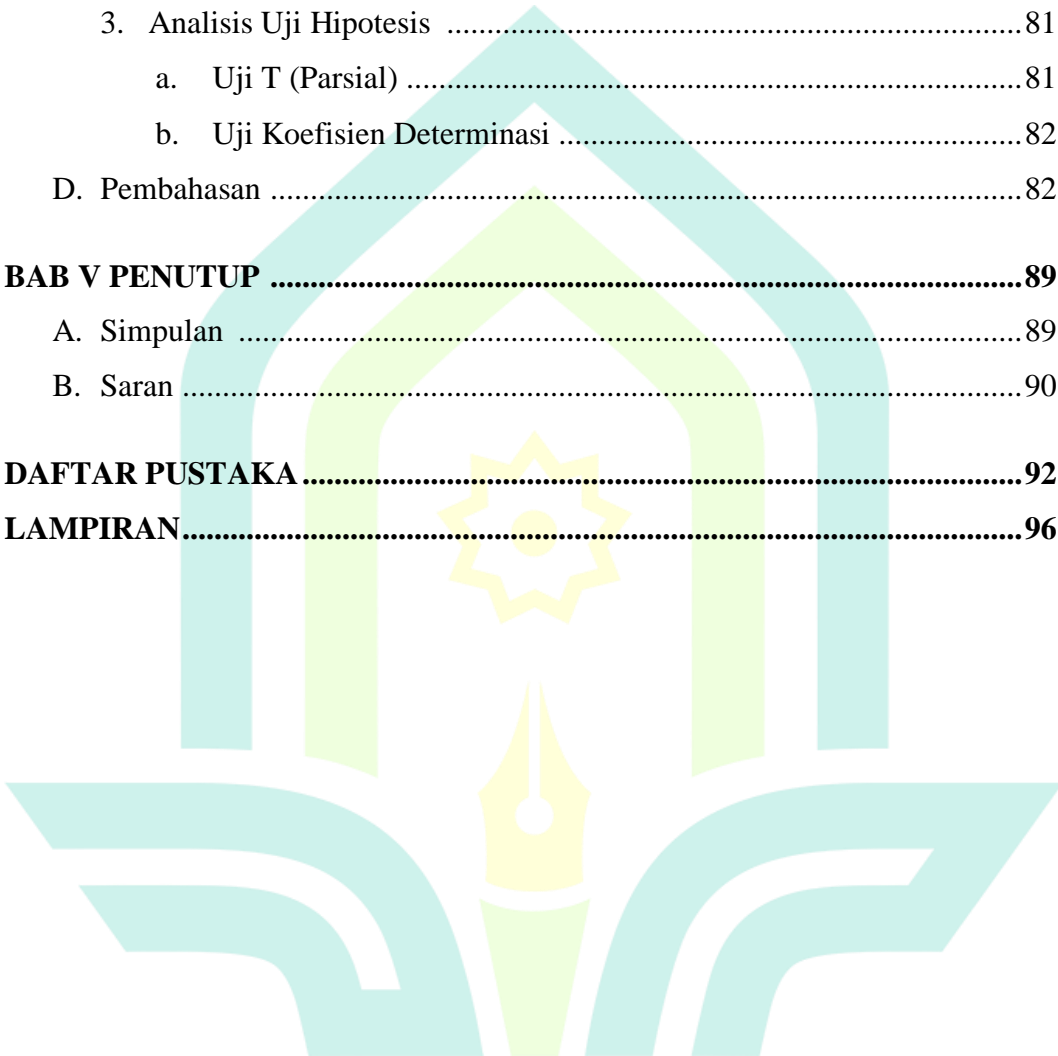 3. Analisis Uji Hipotesis ................................................................. 81
a. Uji T (Parsial) ...................................................................... 81
b. Uji Koefisien Determinasi .................................................... 82
D. Pembahasan ..................................................................................... 82
BAB V PENUTUP ..................................................................................... 89
A. Simpulan ......................................................................................... 89
B. Saran ............................................................................................... 90
DAFTAR PUSTAKA ................................................................................. 92
LAMPIRAN ............................................................................................... 96